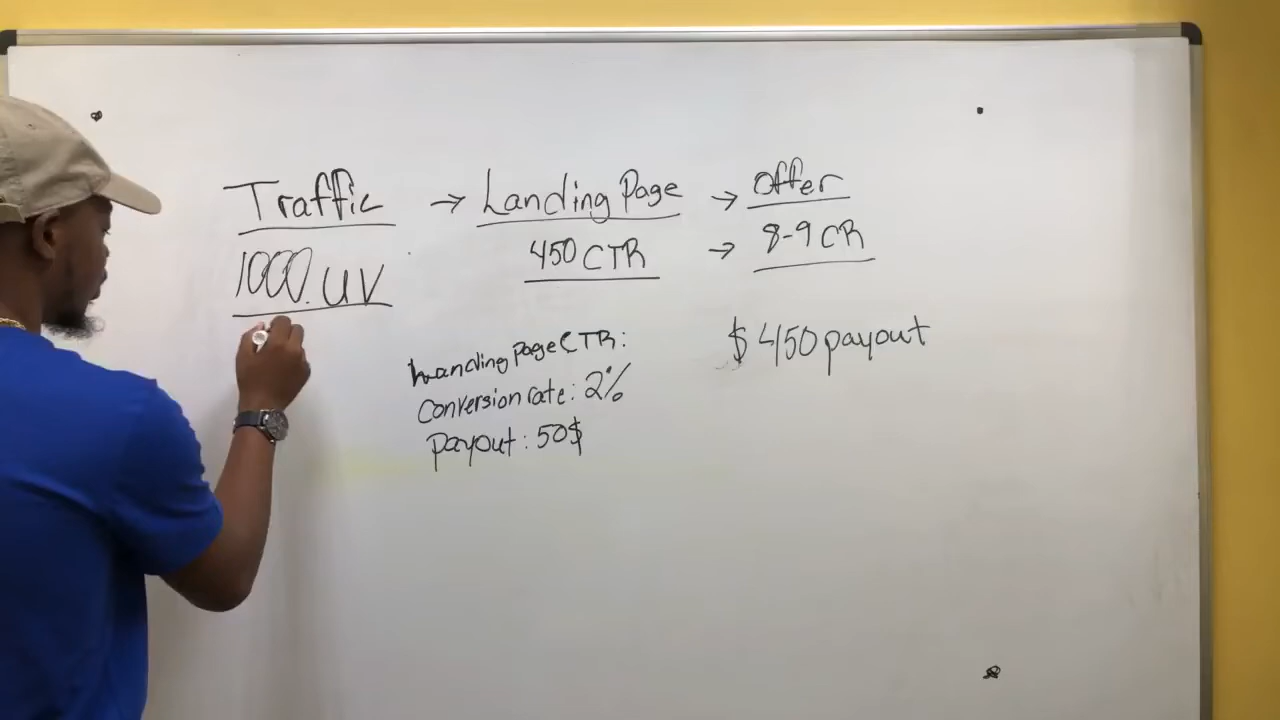 Traffic → Landing Page → Offer
1000. UV 450 CTR → 8-9 CR
Landing page CTR:
Conversion rate: 2%
Payout: 50$
$450 payout